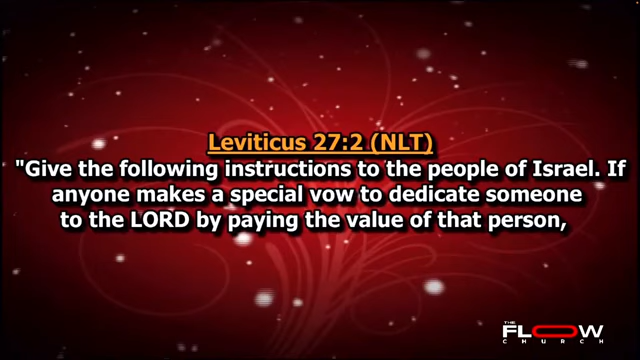 Leviticus 27:2 (NLT)
"Give the following instructions to the people of Israel. If
anyone makes a special vow to dedicate someone
to the LORD by paying the value of that person,
THE
FLOW
CHURCH